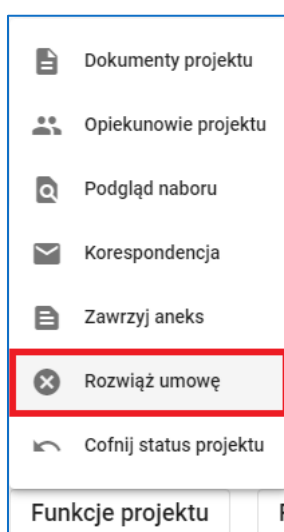 Dokumenty projektu
Opiekunowie projektu
Podgląd naboru
Korespondencja
Zawrzyj aneks
Rozwiąż umowę
Cofnij status projektu
Funkcje projektu